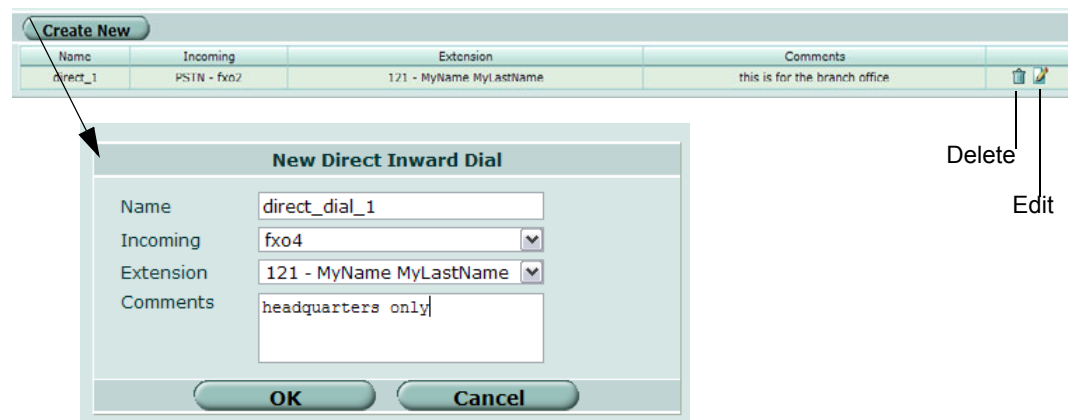 Create New
Name Incoming Extension Comments
direct_1 PSTN - fxo2 121 - MyName MyLastName this is for the branch office
Delete
Edit
New Direct Inward Dial
Name direct_dial_1
Incoming fxo4
Extension 121 - MyName MyLastName
Comments headquarters only
OK Cancel